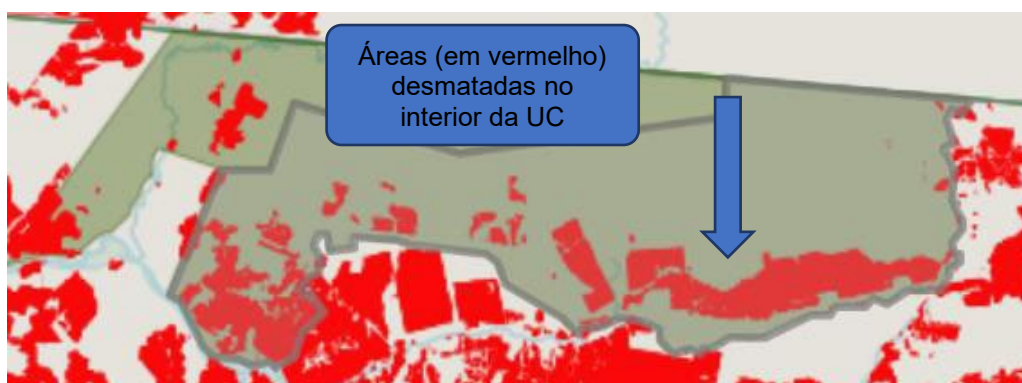 Áreas (em vermelho)
desmatadas no
interior da UC